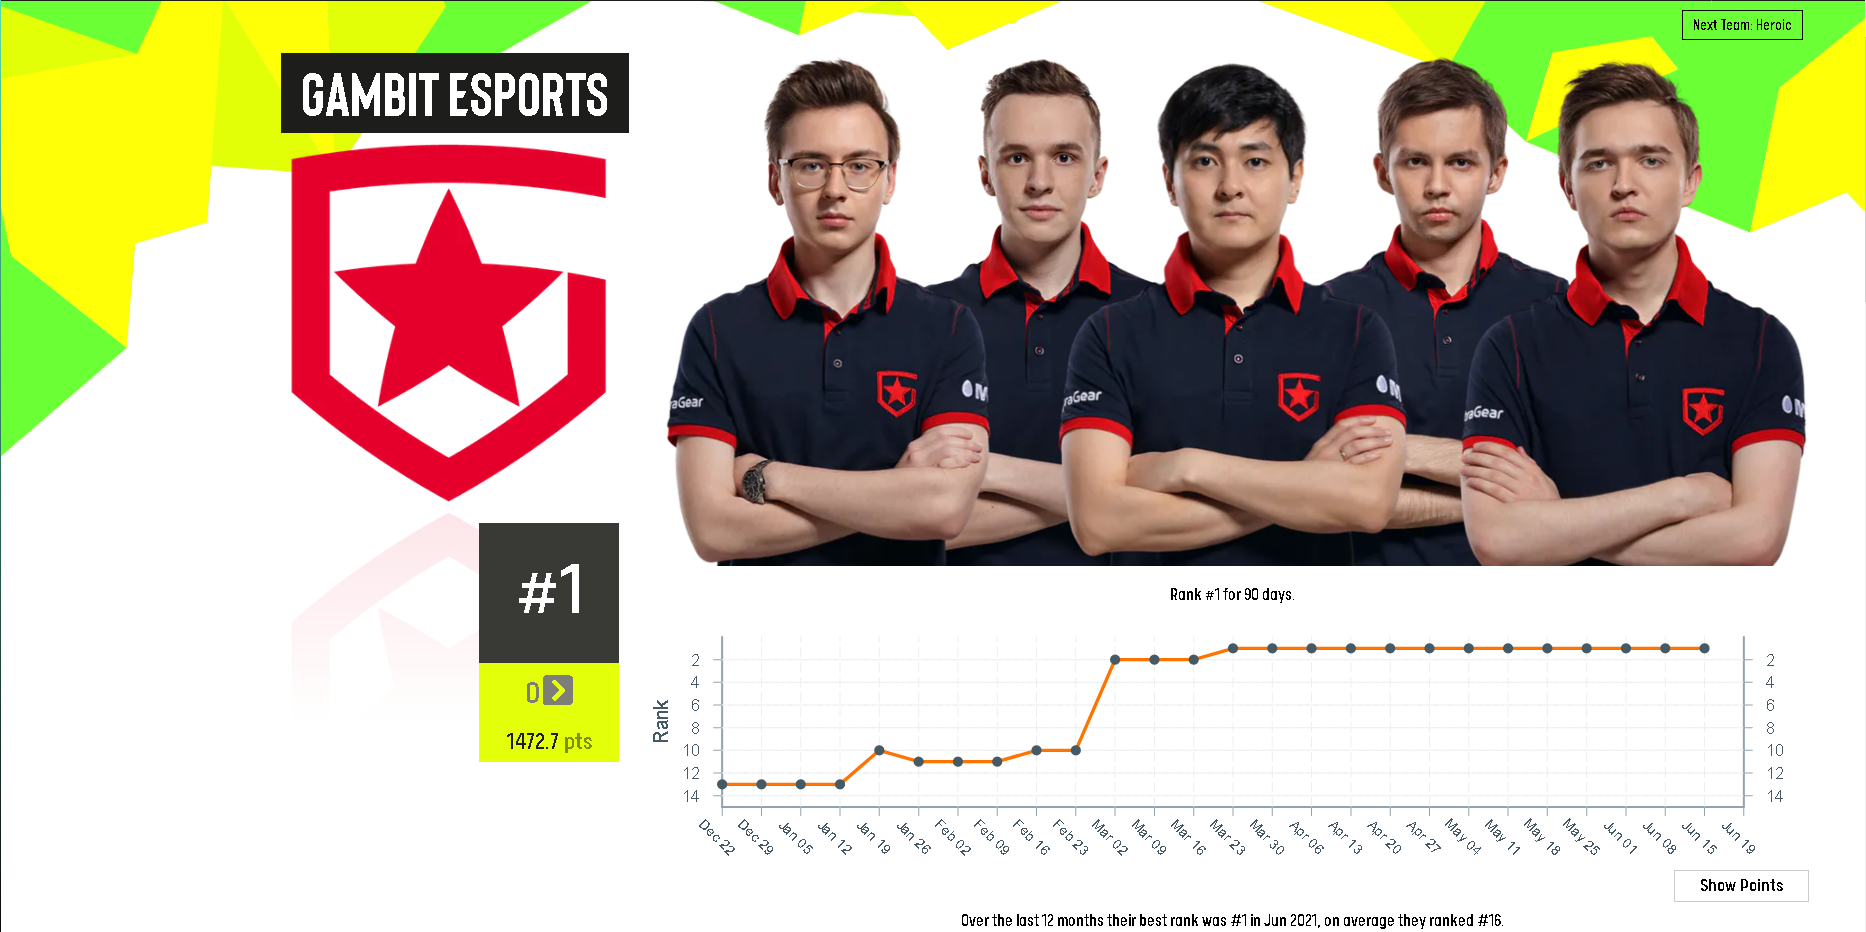 Next Team: Heroic
GAMBIT ESPORTS
raGear
M
raGear
M
raGear
M
#1
0
1472.7 pts
Rank #1 for 90 days.
Rank
2
4
6
8
10
12
14
2
4
6
8
10
12
14
Dec 22
Dec 29
Jan 05
Jan 12
Jan 19
Jan 26
Feb 02
Feb 09
Feb 16
Feb 23
Mar 02
Mar 09
Mar 16
Mar 23
Mar 30
Apr 06
Apr 13
Apr 20
Apr 27
May 04
May 11
May 18
May 25
Jun 01
Jun 08
Jun 15
Jun 19
Show Points
Over the last 12 months their best rank was #1 in Jun 2021, on average they ranked #16.